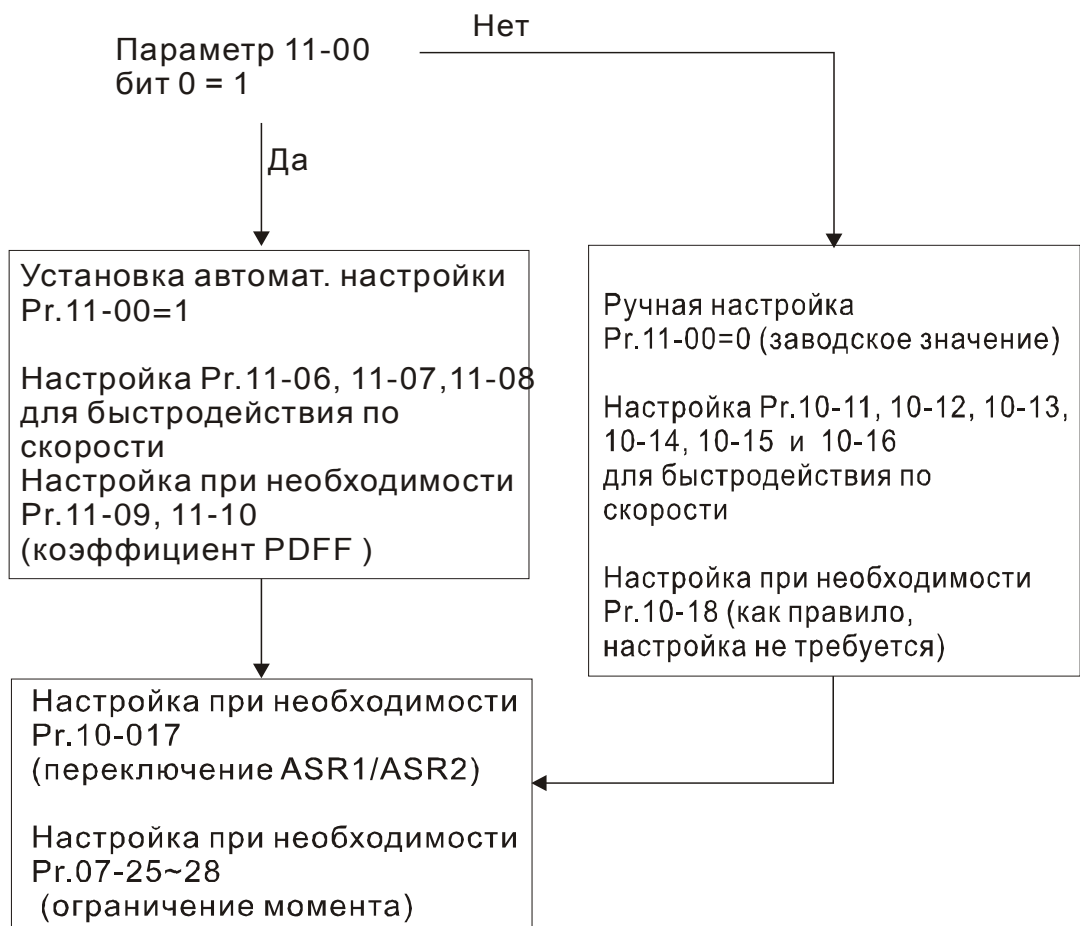 Параметр 11-00
бит 0 = 1
Нет
Да
Установка автомат. настройки
Pr.11-00=1
Настройка Pr.11-06, 11-07,11-08
для быстродействия по
скорости
Настройка при необходимости
Pr.11-09, 11-10
(коэффициент PDFF )
Ручная настройка
Pr.11-00=0 (заводское значение)
Настройка Pr.10-11, 10-12, 10-13,
10-14, 10-15 и 10-16
для быстродействия по
скорости
Настройка при необходимости
Pr.10-18 (как правило,
настройка не требуется)
Настройка при необходимости
Pr.10-017
(переключение ASR1/ASR2)
Настройка при необходимости
Pr.07-25~28
(ограничение момента)